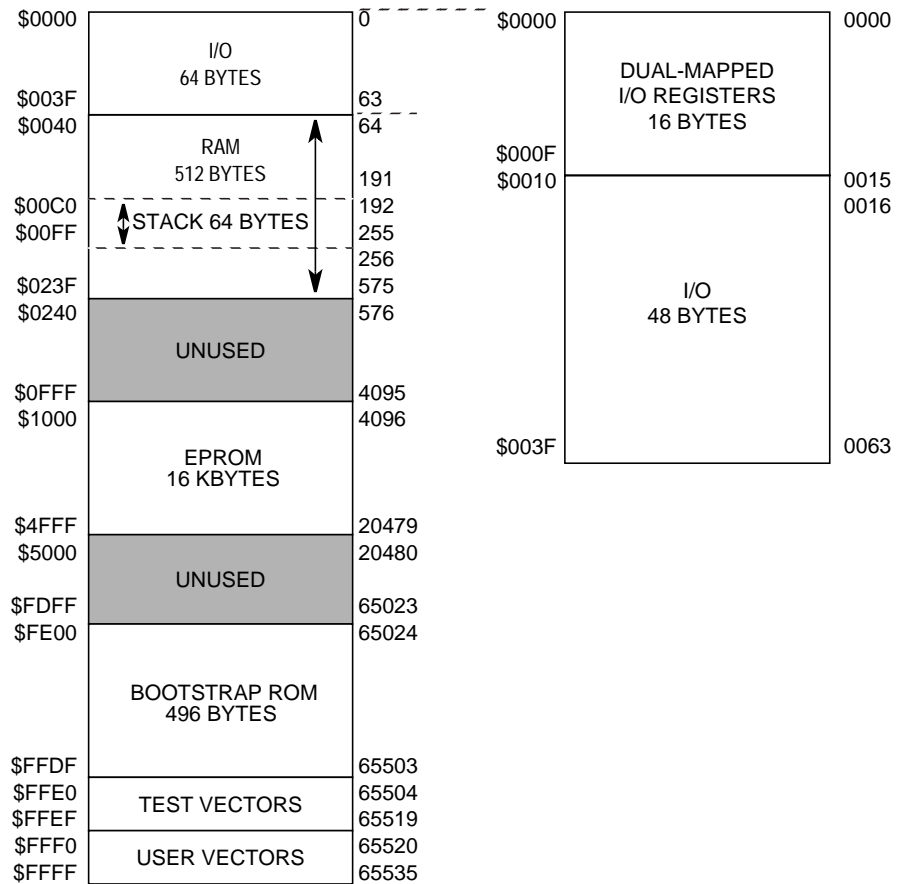 $0000 0
I/O
64 BYTES
$003F 63
$0040 64
RAM
512 BYTES
191
$00C0 192
STACK 64 BYTES
$00FF 255
256
$023F 575
$0240 576
UNUSED
$0FFF 4095
$1000 4096
EPROM
16 KBYTES
$4FFF 20479
$5000 20480
UNUSED
$FDFF 65023
$FE00 65024
BOOTSTRAP ROM
496 BYTES
$FFDF 65503
$FFE0 65504
TEST VECTORS
$FFEF 65519
$FFF0 65520
USER VECTORS
$FFFF 65535
$0000 0000
DUAL-MAPPED
I/O REGISTERS
16 BYTES
$000F
$0010 0015
0016
I/O
48 BYTES
$003F 0063